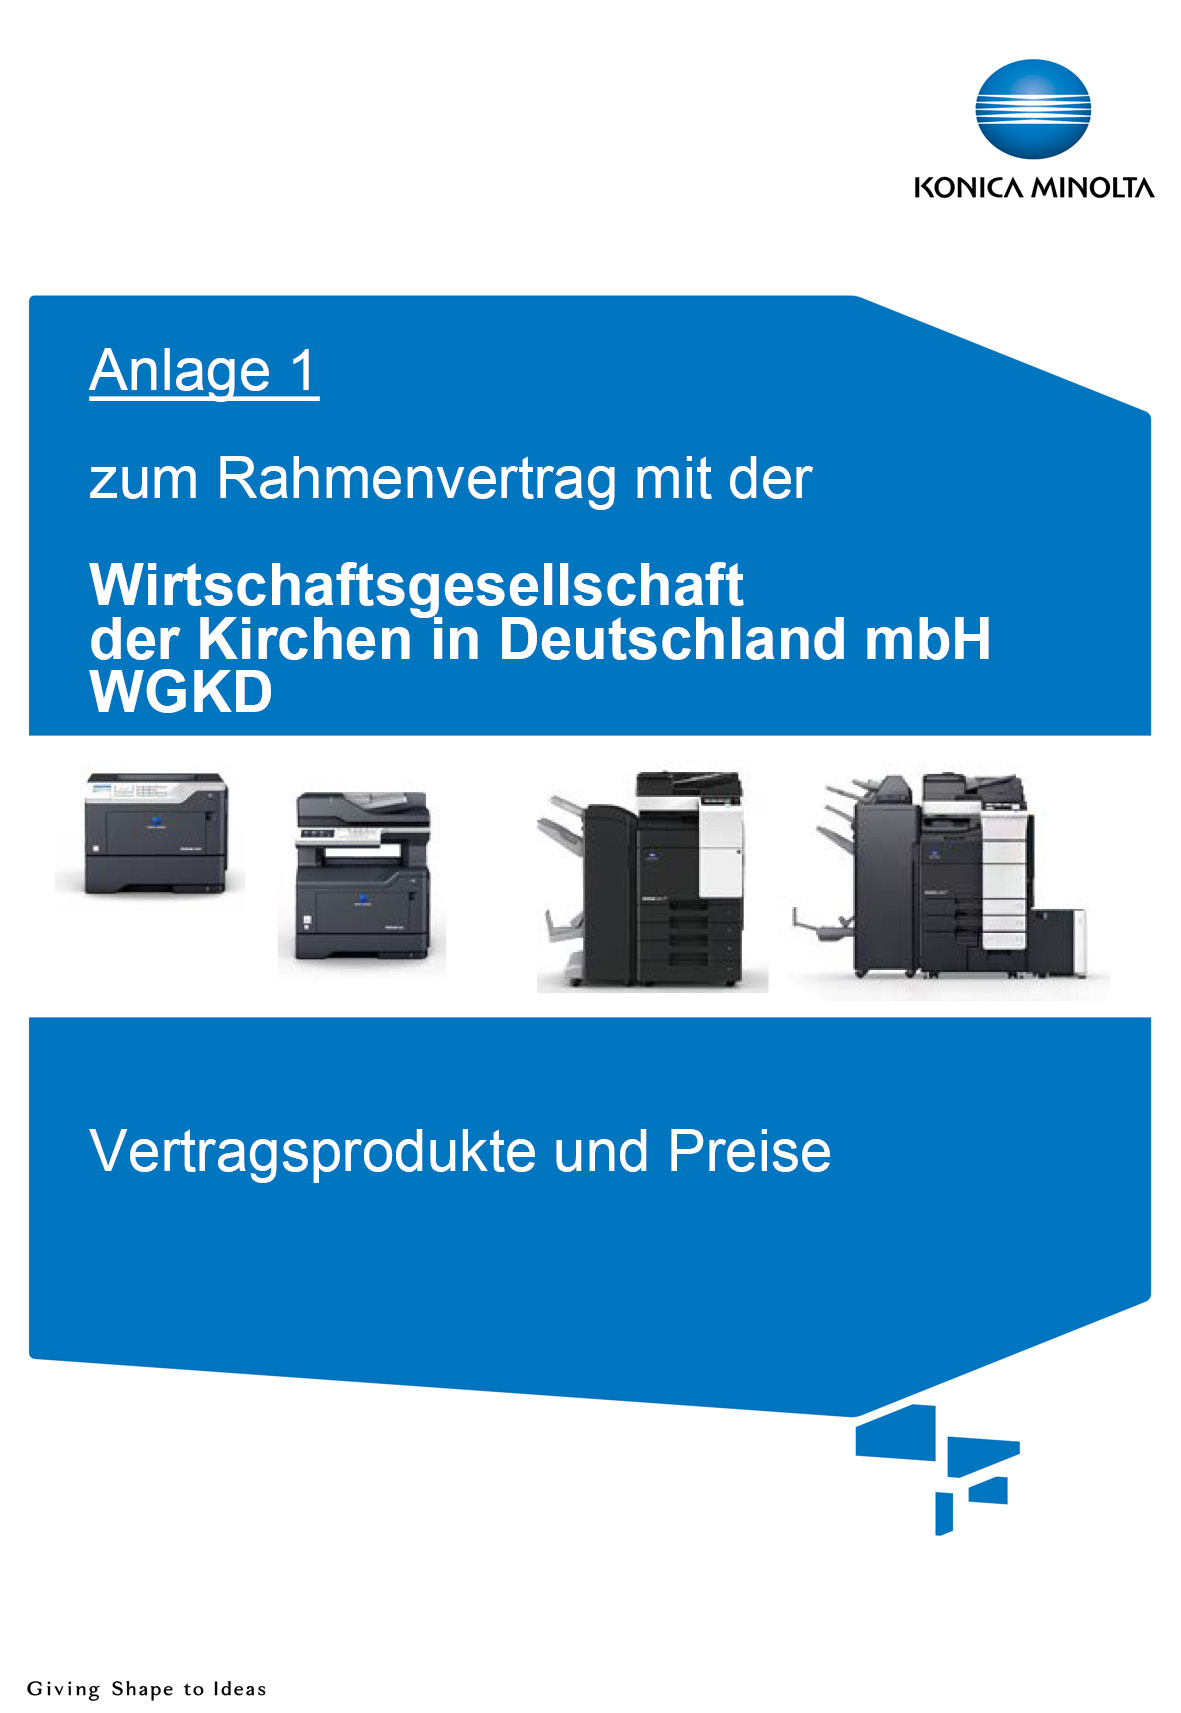 KONICA MINOLTA
Anlage 1
zum Rahmenvertrag mit der
Wirtschaftsgesellschaft
der Kirchen in Deutschland mbH
WGKD
Vertragsprodukte und Preise
Giving Shape to Ideas